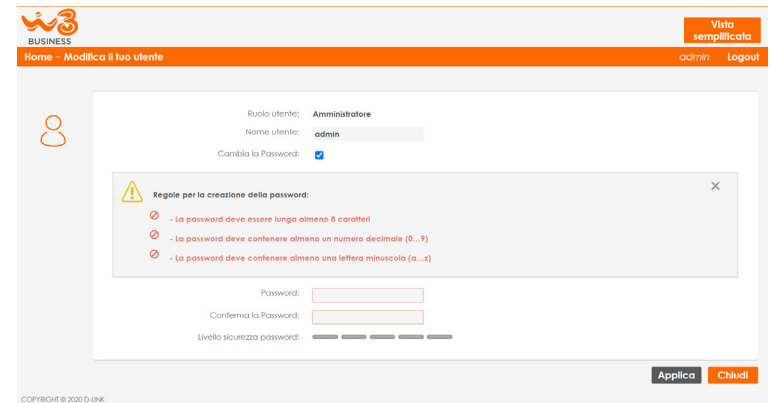 W3
BUSINESS
Vista
semplificata
Home – Modifica il tuo utente
admin Logout
Ruolo utente: Amministratore
Nome utente: admin
Cambia la Password:
Regole per la creazione della password:
- La password deve essere lunga almeno 8 caratteri
- La password deve contenere almeno un numero decimale (0...9)
- La password deve contenere almeno una lettera minuscola (a...z)
Password:
Conferma la Password:
Livello sicurezza password:
Applica Chiudi
COPYRIGHT © 2020 D-LINK